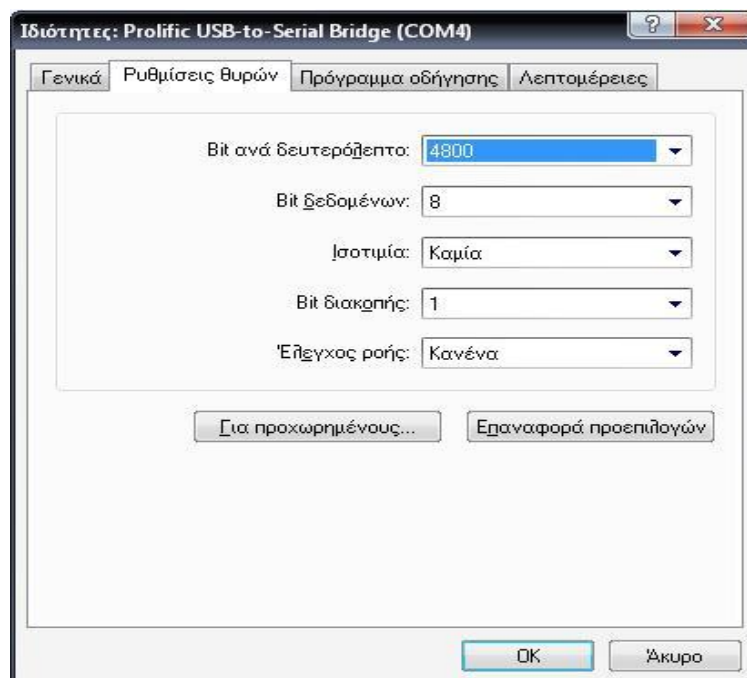 Ιδιότητες: Prolific USB-to-Serial Bridge (COM4)
Γενικά Ρυθμίσεις θυρών Πρόγραμμα οδήγησης Λεπτομέρειες
Bit ανά δευτερόλεπτο: 4800
Bit δεδομένων: 8
Ισοτιμία: Καμία
Bit διακοπής: 1
Έλεγχος ροής: Κανένα
Για προχωρημένους... Επαναφορά προεπιλογών
OK Άκυρο